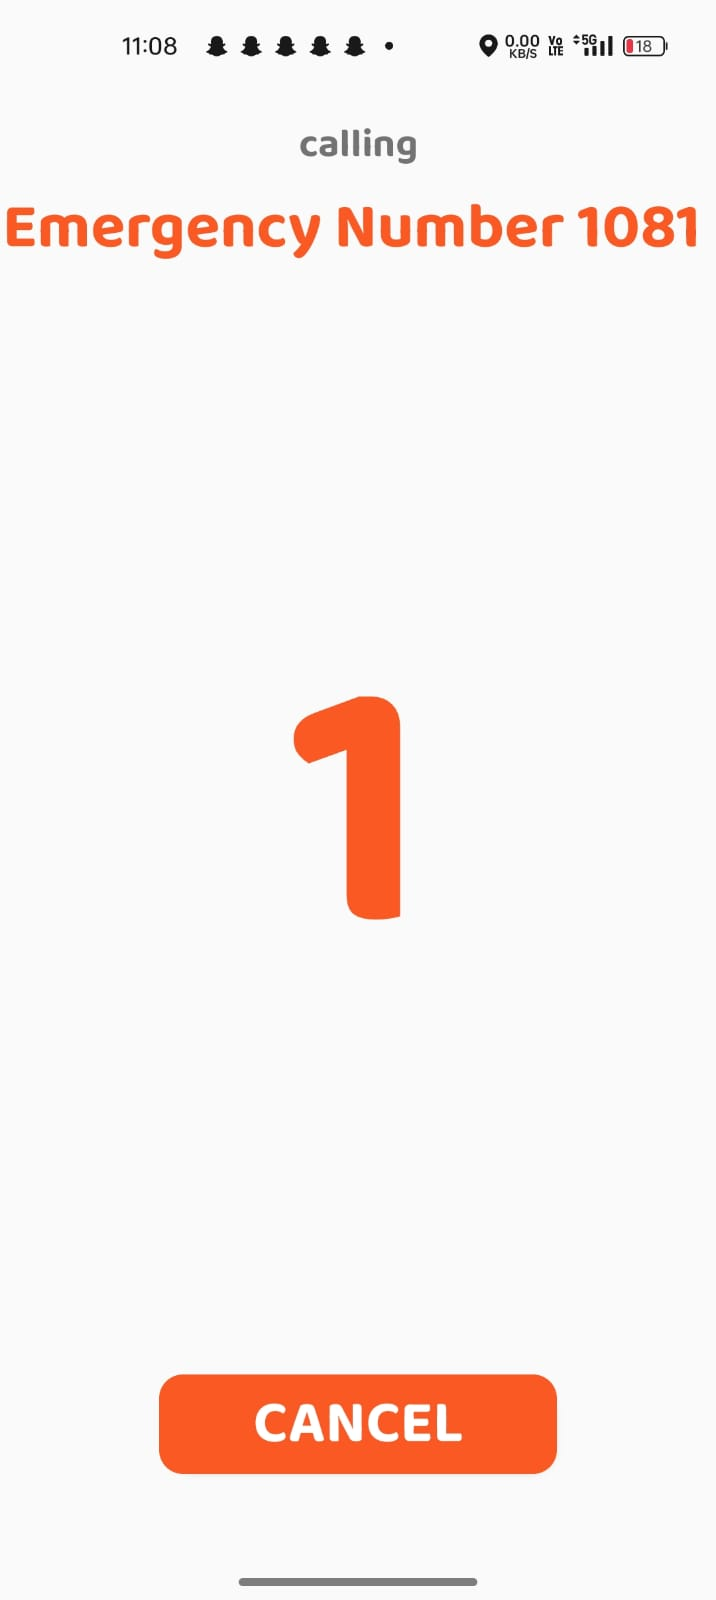 11:08
0.00
KB/S
Vo
LTE
5G
18
calling
Emergency Number 1081
1
CANCEL